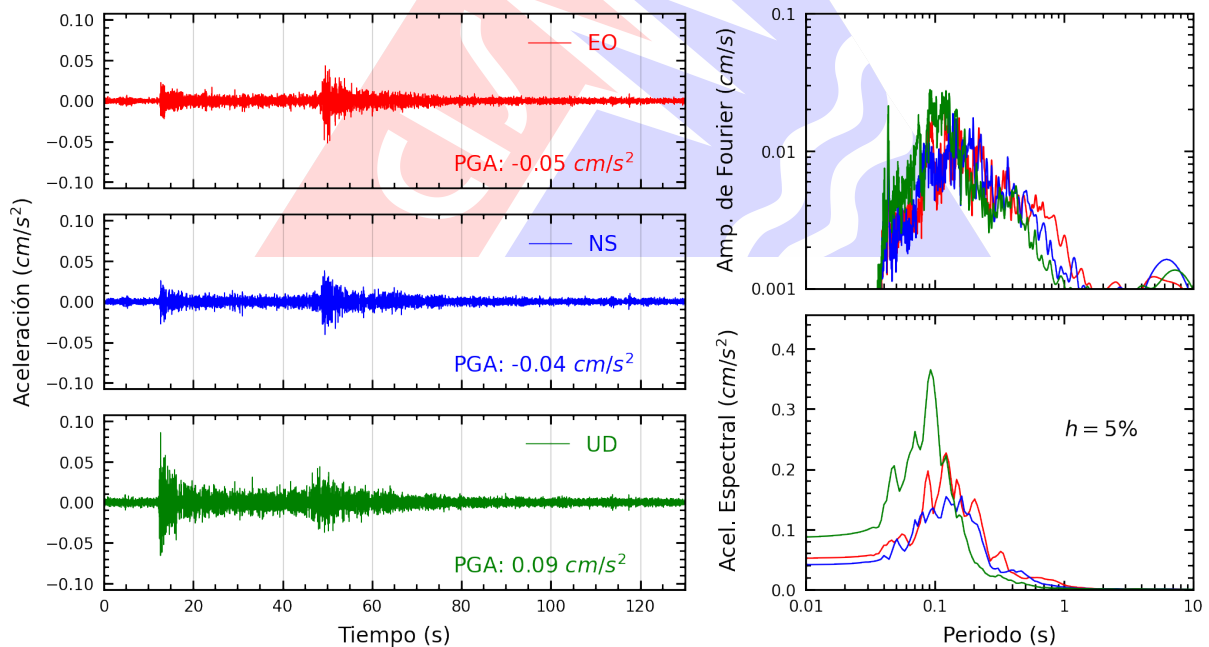 Aceleración (cm/s²)
0.10
0.05
0.00
−0.05
−0.10
EO
PGA: -0.05 cm/s²
0.10
0.05
0.00
−0.05
−0.10
NS
PGA: -0.04 cm/s²
0.10
0.05
0.00
−0.05
−0.10
UD
PGA: 0.09 cm/s²
0 20 40 60 80 100 120
Tiempo (s)
Amp. de Fourier (cm/s)
0.1
0.01
0.001
Acel. Espectral (cm/s²)
0.4
0.3
0.2
0.1
0.0
h = 5%
0.01 0.1 1 10
Periodo (s)